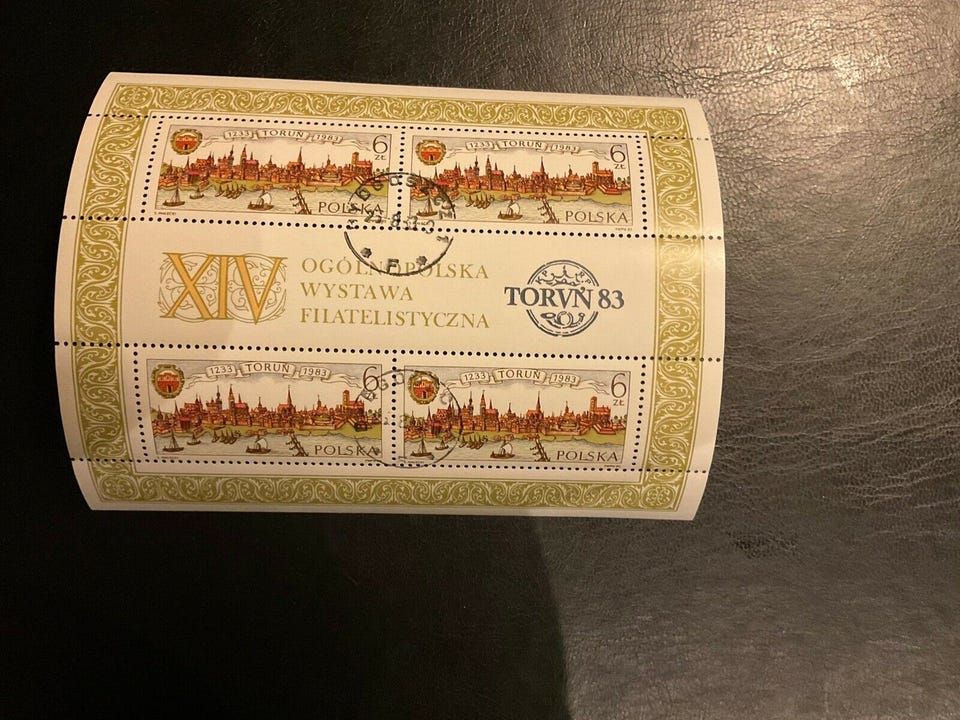 1233 TORUŃ 1983 6 ZŁ
1233 TORUŃ 1983 6 ZŁ
POLSKA
POLSKA
XIV OGÓLNOPOLSKA
WYSTAWA
FILATELISTYCZNA
TORVŃ 83
F
1233 TORUŃ 1983 6 ZŁ
1233 TORUŃ 1983 6 ZŁ
POLSKA
POLSKA